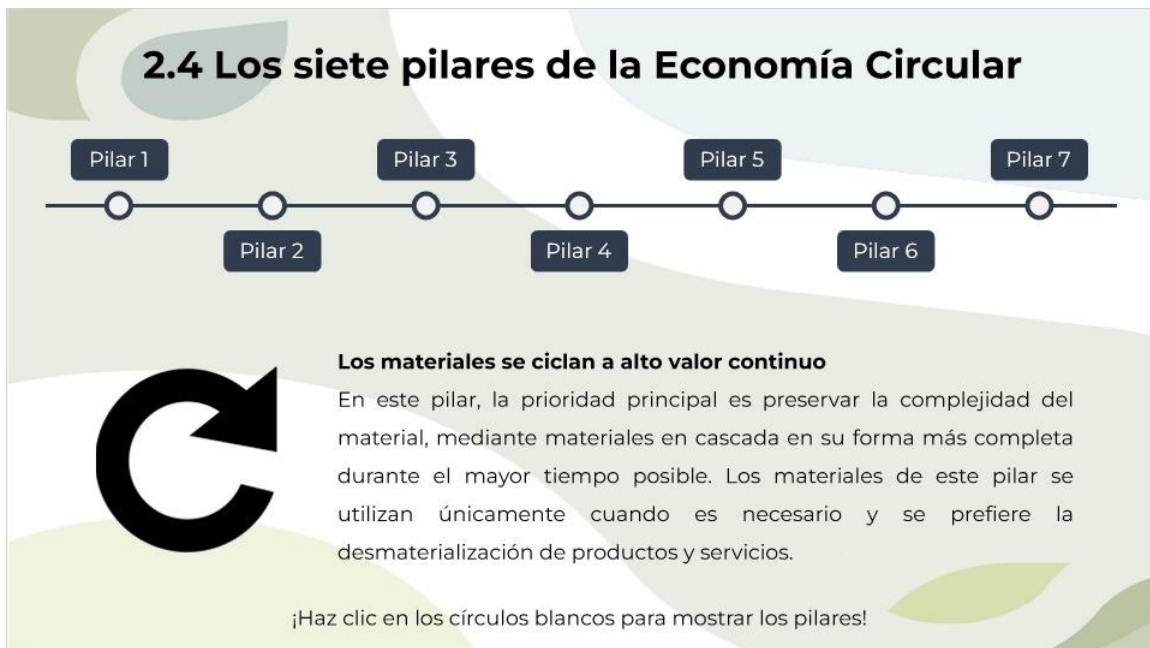 2.4 Los siete pilares de la Economía Circular
Pilar 1
Pilar 3
Pilar 5
Pilar 7
Pilar 2
Pilar 4
Pilar 6
Los materiales se ciclan a alto valor continuo
En este pilar, la prioridad principal es preservar la complejidad del
material, mediante materiales en cascada en su forma más completa
durante el mayor tiempo posible. Los materiales de este pilar se
utilizan únicamente cuando es necesario y se prefiere la
desmaterialización de productos y servicios.
¡Haz clic en los círculos blancos para mostrar los pilares!